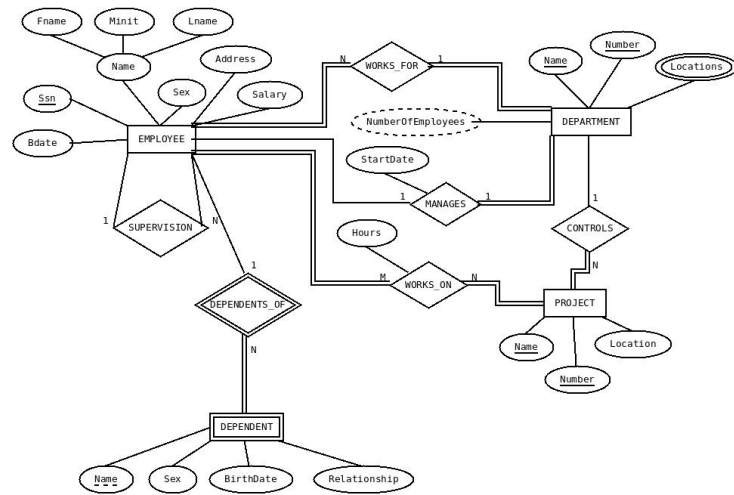 Fname
Minit
Lname
Name
Address
Sex
Salary
Ssn
Bdate
EMPLOYEE
N
WORKS_FOR
1
Name
Number
Locations
NumberOfEmployees
DEPARTMENT
StartDate
1
MANAGES
1
1
SUPERVISION
N
1
CONTROLS
N
Hours
M
WORKS_ON
N
PROJECT
Name
Number
Location
1
DEPENDENTS_OF
N
DEPENDENT
Name
Sex
BirthDate
Relationship